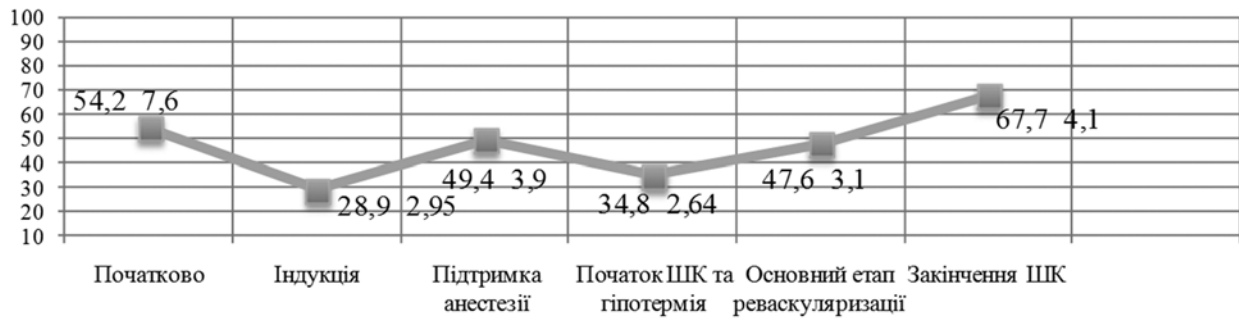 100
90
80
70
60
50
40
30
20
10
54,2 7,6
28,9 2,95
49,4 3,9
34,8 2,64
47,6 3,1
67,7 4,1
Початково
Індукція
Підтримка
анестезії
Початок ШК та
гіпотермія
Основний етап
реваскуляризації
Закінчення ШК